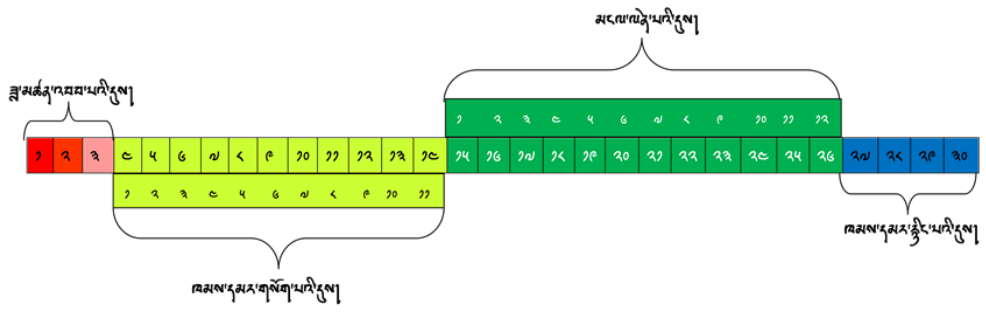 མངལ་ལེན་པའི་དུས།
ཟླ་མཚན་འབབ་པའི་དུས།
༡ ༢ ༣ ༤ ༥ ༦ ༧ ༨ ༩ ༡༠ ༡༡ ༡༢
༡ ༢ ༣ ༤ ༥ ༦ ༧ ༨ ༩ ༡༠ ༡༡ ༡༢ ༡༣ ༡༤ ༡༥ ༡༦ ༡༧ ༡༨ ༡༩ ༢༠ ༢༡ ༢༢ ༢༣ ༢༤ ༢༥ ༢༦ ༢༧ ༢༨ ༢༩ ༣༠
༡ ༢ ༣ ༤ ༥ ༦ ༧ ༨ ༩ ༡༠ ༡༡
ཁམས་དམར་རྙིང་པའི་དུས།
ཁམས་དམར་གསོག་པའི་དུས།